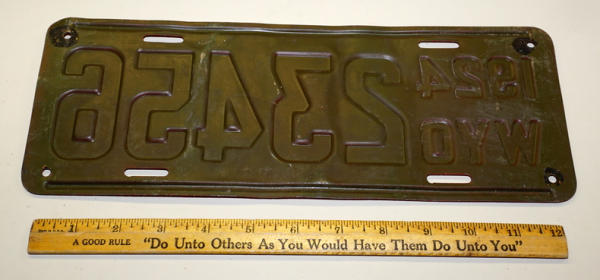 1924
WYO
23456
1 2 3 4 5 6 7 8 9 10 11 12
A GOOD RULE "Do Unto Others As You Would Have Them Do Unto You"